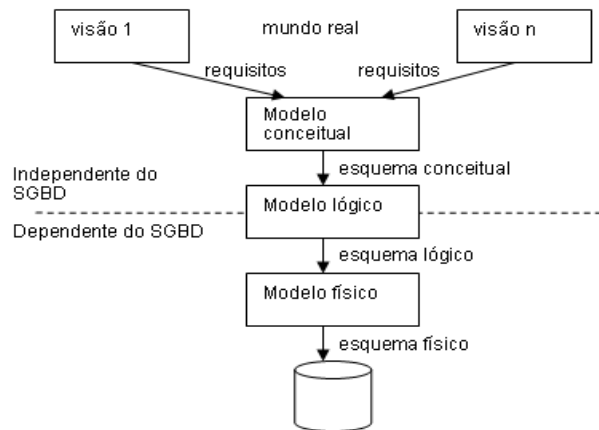 visão 1
mundo real
visão n
requisitos
requisitos
Modelo
conceitual
esquema conceitual
Independente do
SGBD
Modelo lógico
Dependente do SGBD
esquema lógico
Modelo físico
esquema físico